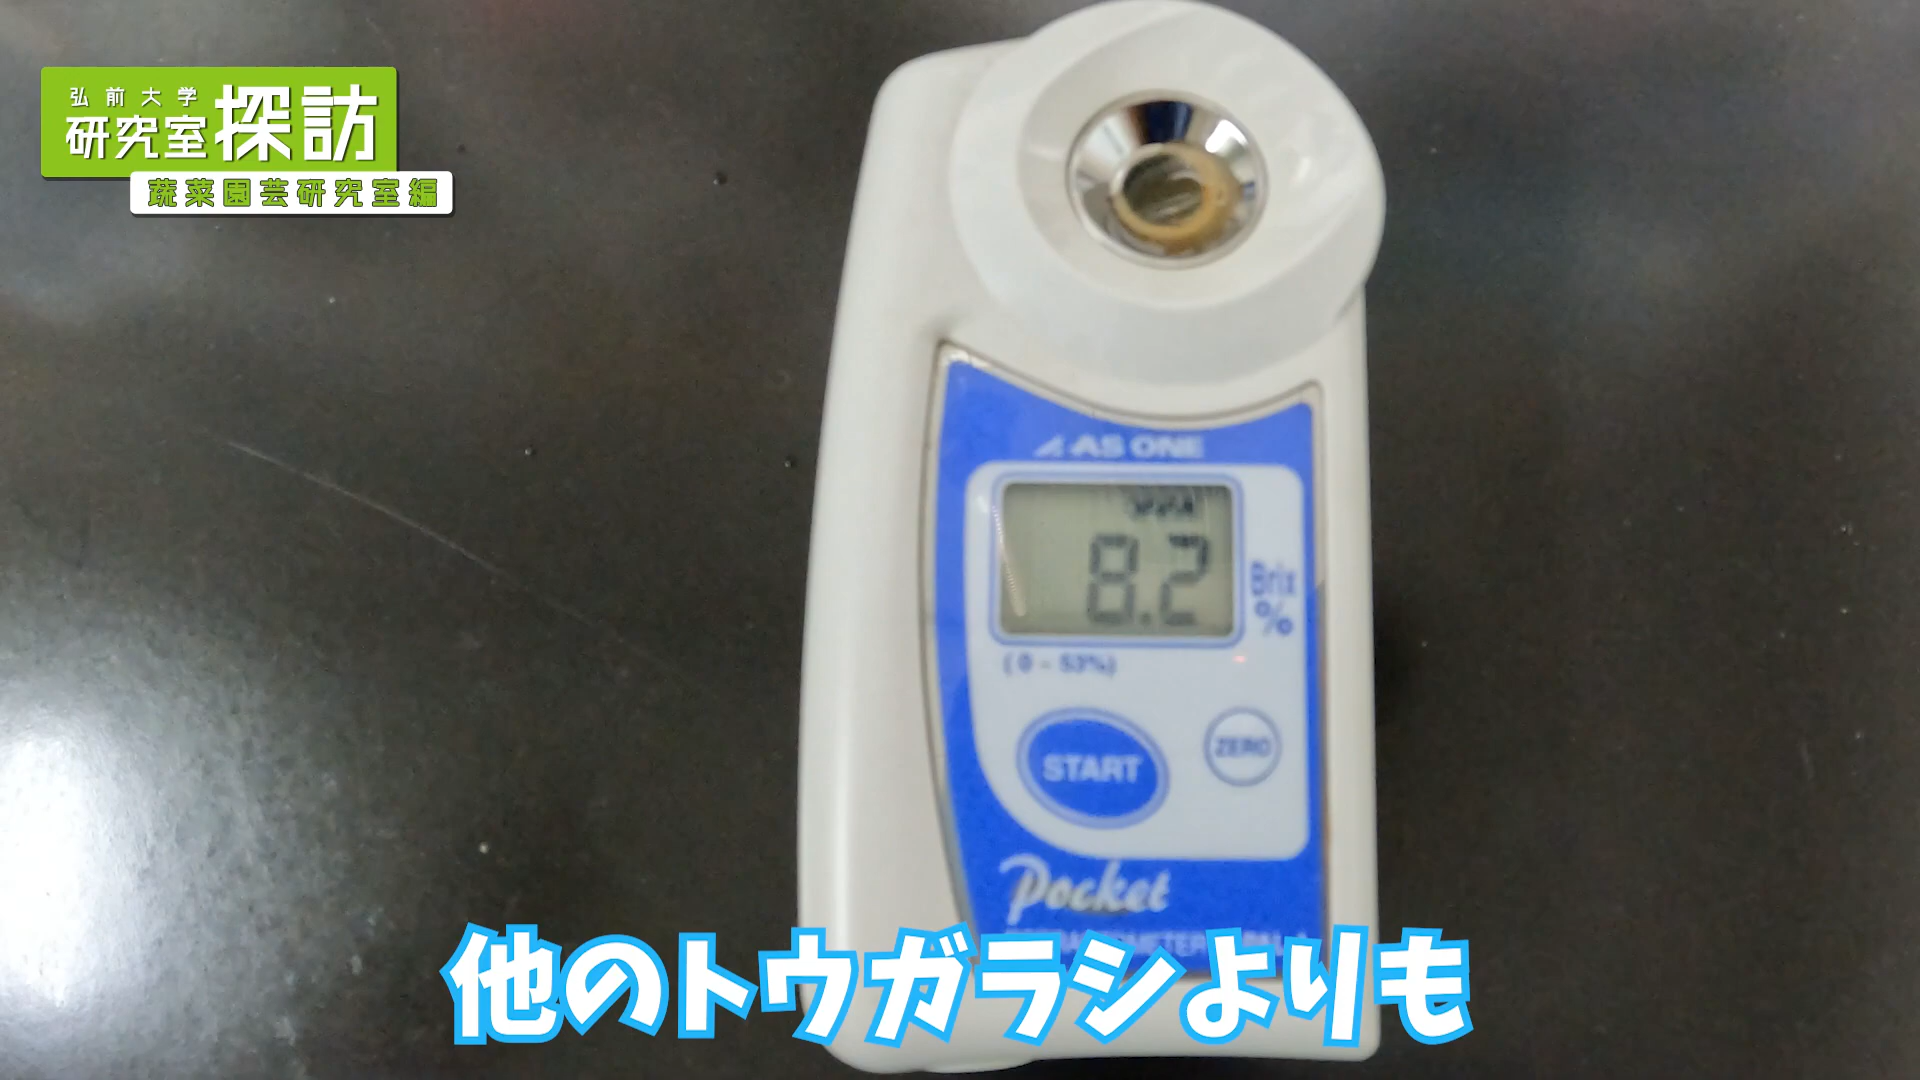 弘前大学
研究室探訪
蔬菜園芸研究室編
AS ONE
8.2
Brix
%
(0 - 53%)
START
ZERO
Pocket
他のトウガラシよりも